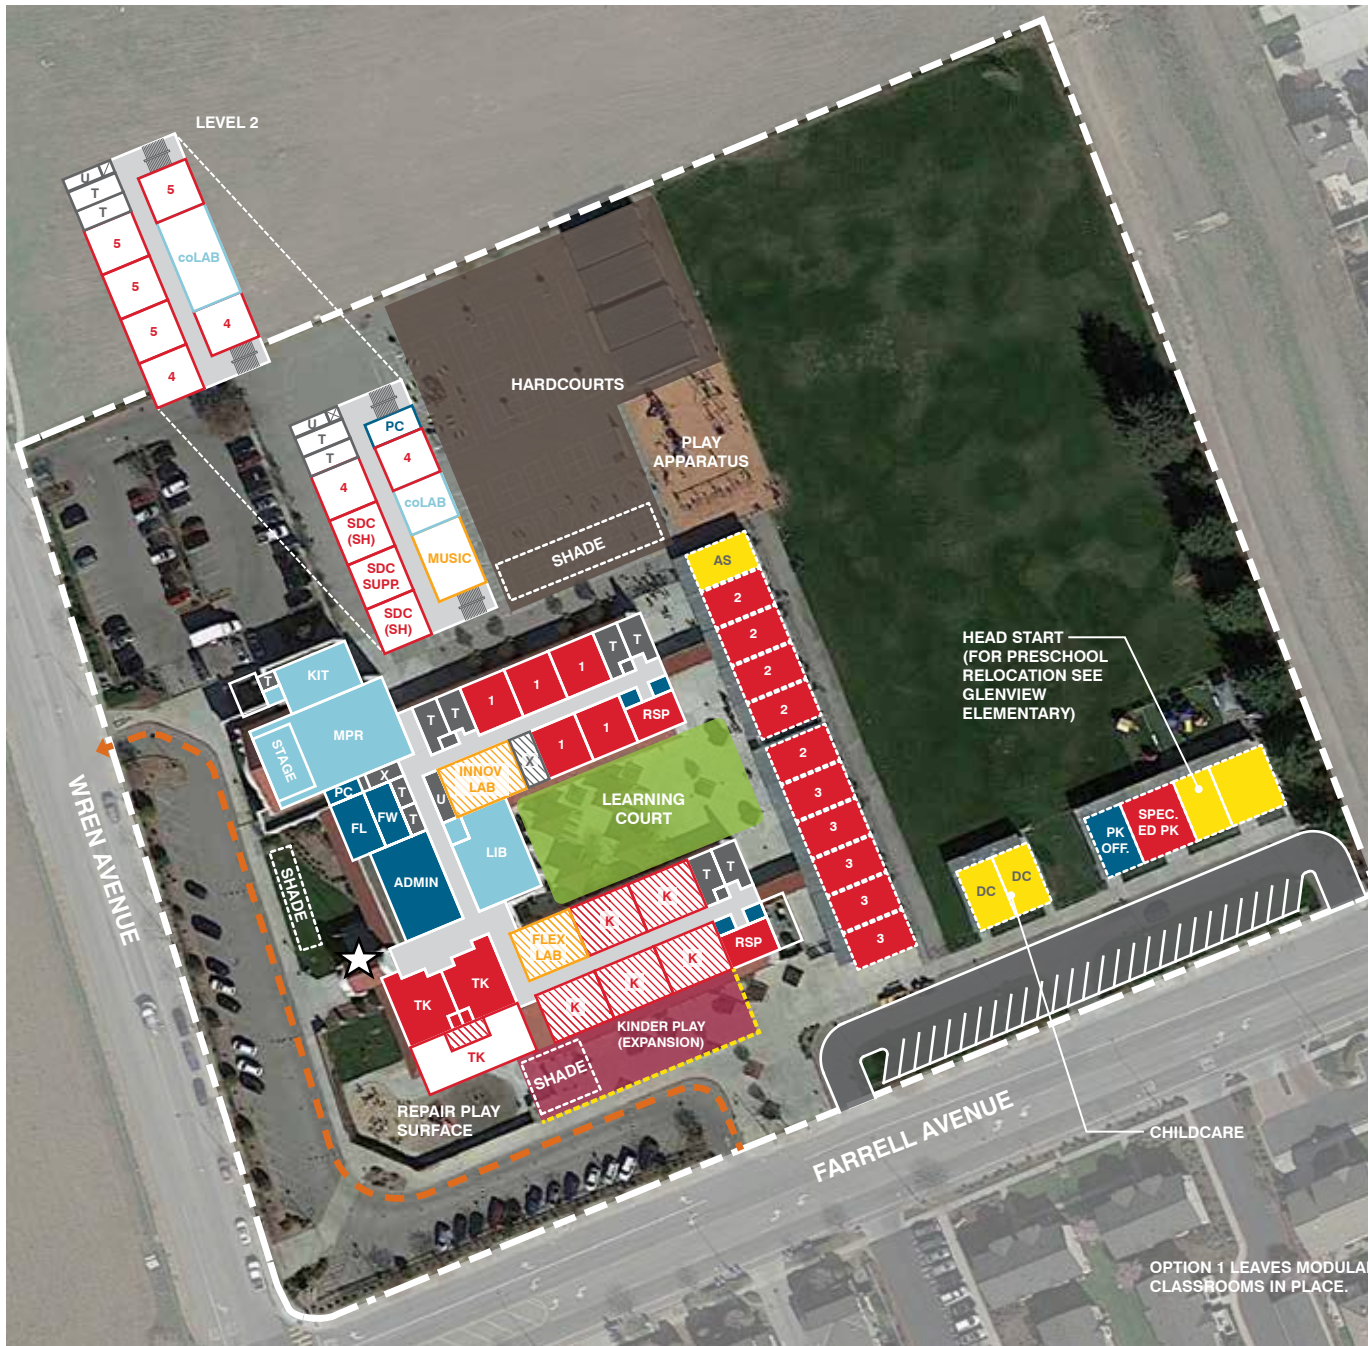 LEVEL 2
U
T
T
5
5
5
5
4
5
coLAB
4
HARDCOURTS
PLAY
APPARATUS
SHADE
U
T
T
4
SDC
(SH)
SDC
SUPP.
SDC
(SH)
PC
4
coLAB
MUSIC
AS
2
2
2
2
2
3
3
3
3
3
HEAD START
(FOR PRESCHOOL
RELOCATION SEE
GLENVIEW
ELEMENTARY)
KIT
T
MPR
STAGE
T
T
1
1
1
T
T
RSP
1
1
X
INNOV
LAB
U
X
T
T
PC
FL
FW
ADMIN
LIB
LEARNING
COURT
SHADE
WREN AVENUE
FLEX
LAB
K
K
T
T
RSP
K
K
K
TK
TK
TK
KINDER PLAY
(EXPANSION)
SHADE
REPAIR PLAY
SURFACE
PK
OFF.
SPEC.
ED PK
DC
DC
FARRELL AVENUE
CHILDCARE
OPTION 1 LEAVES MODULA
CLASSROOMS IN PLACE.